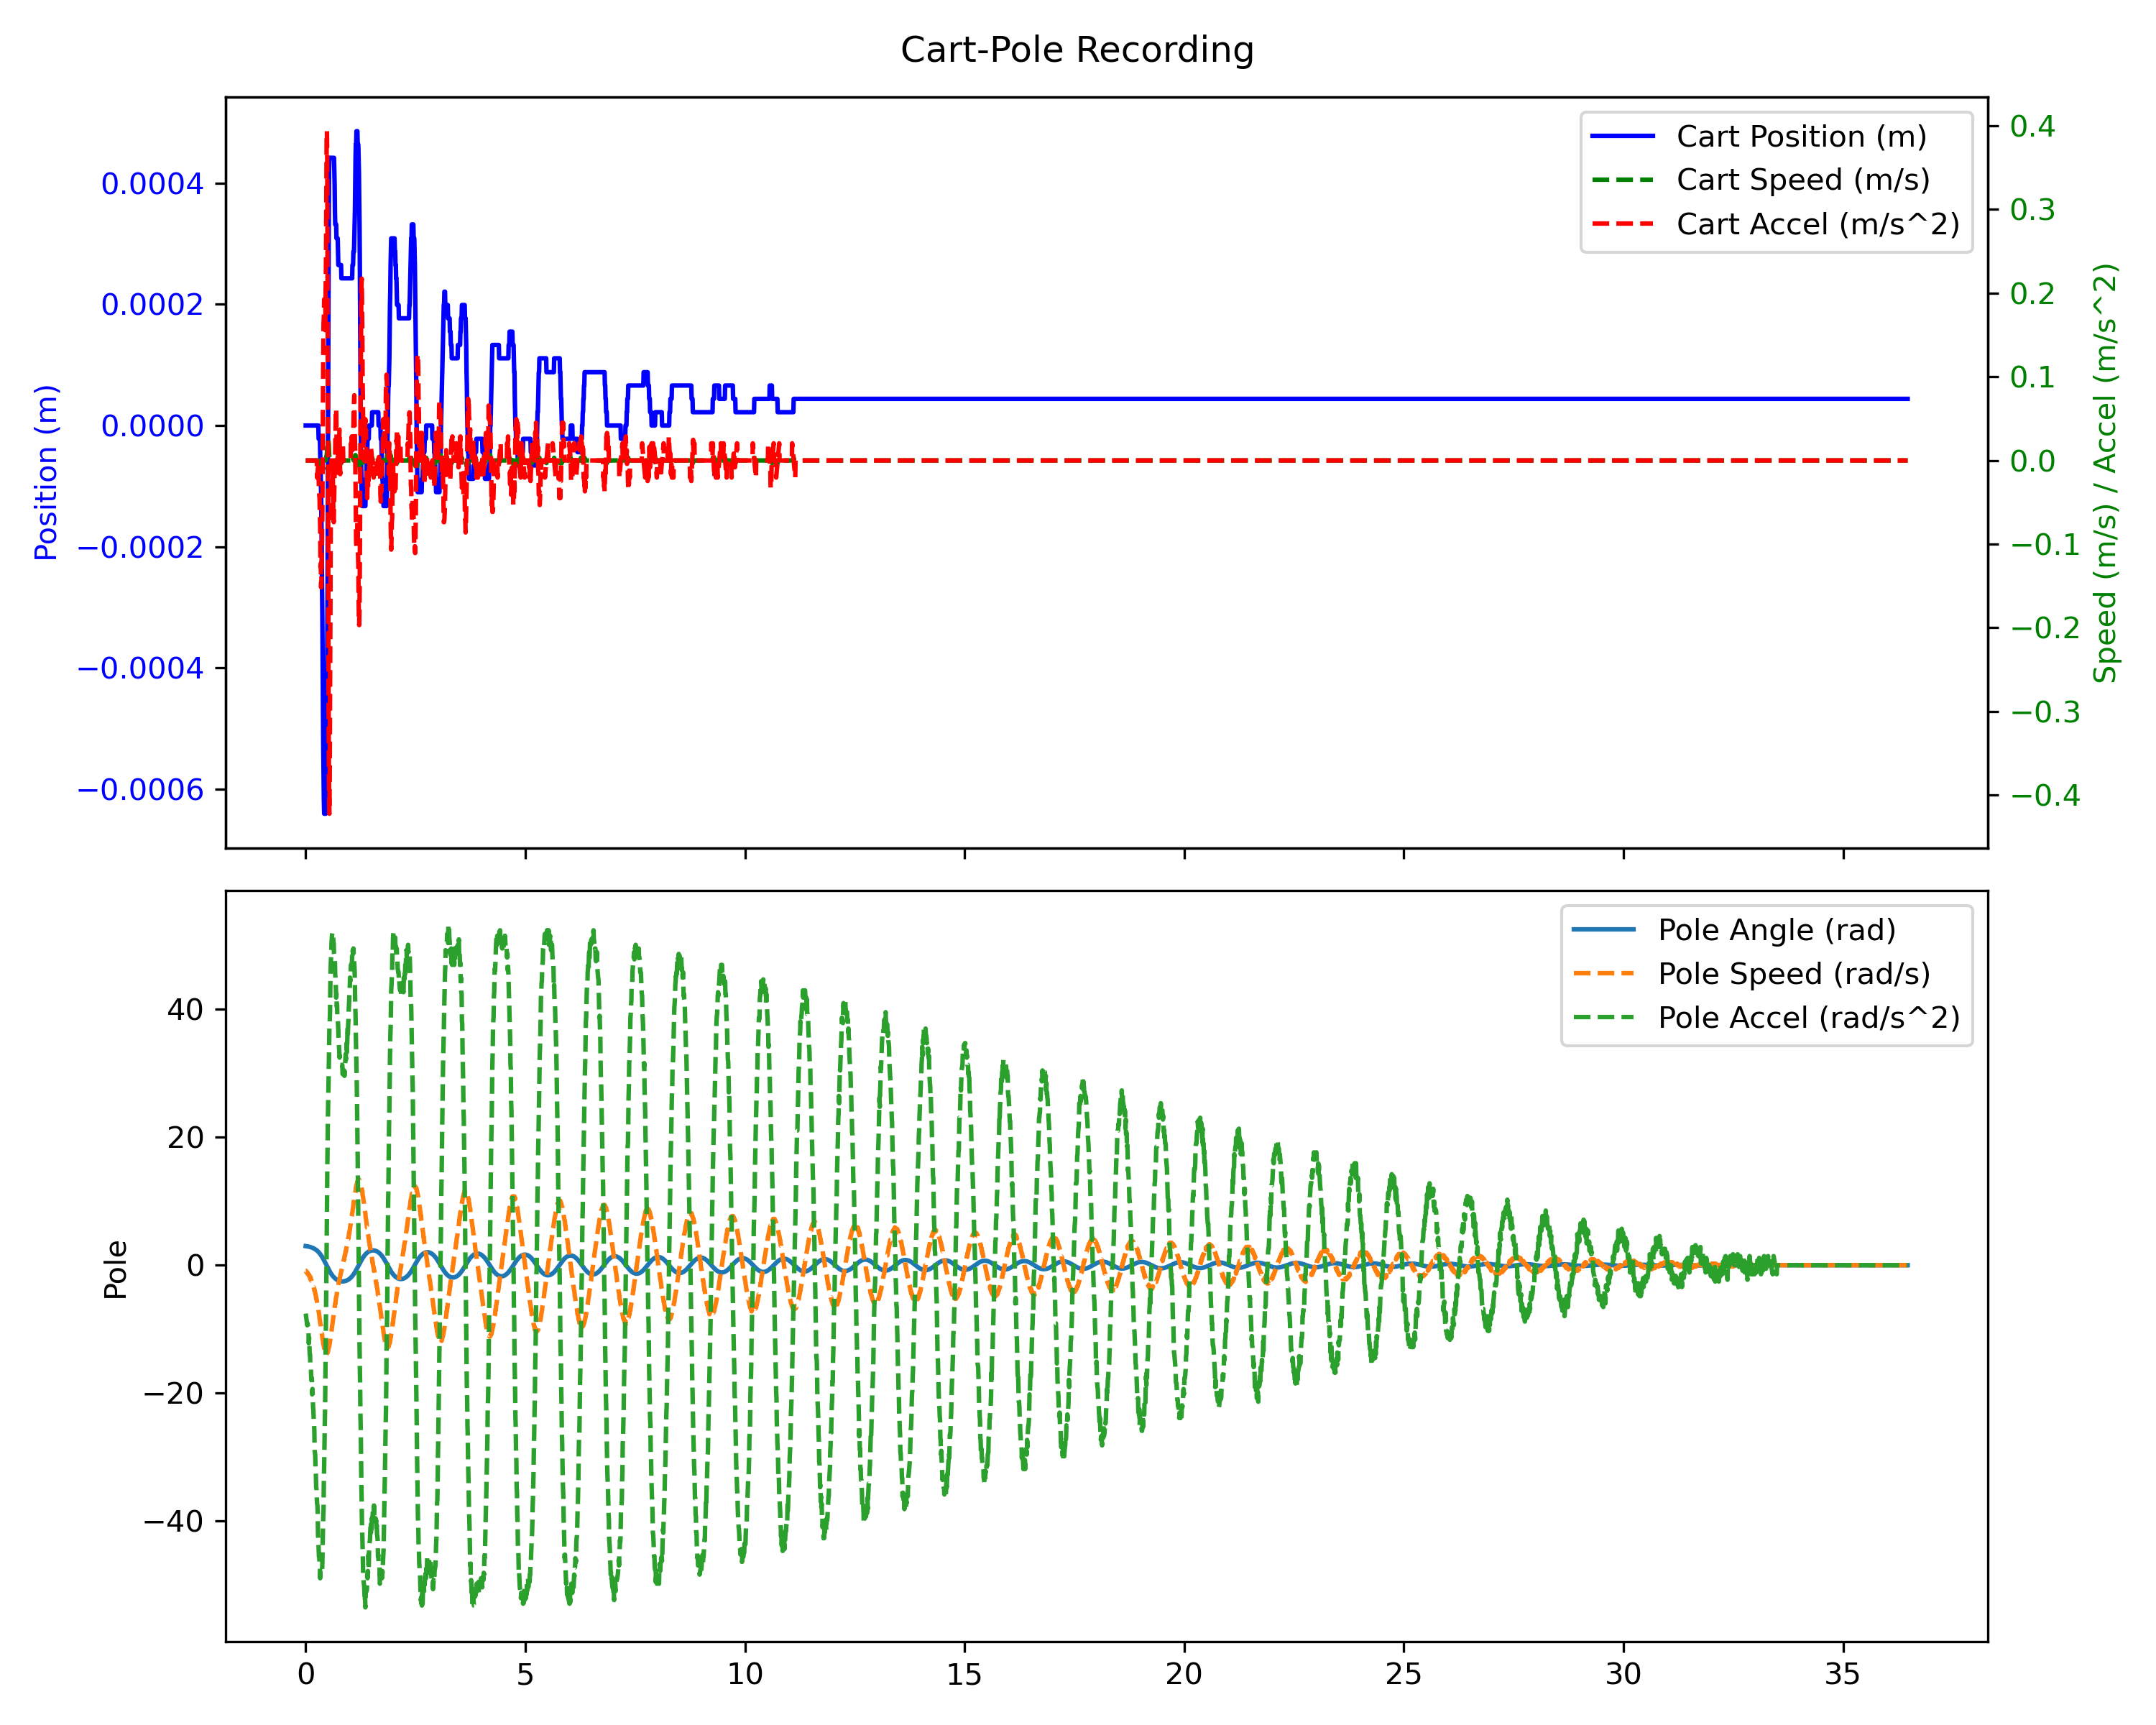 Cart-Pole Recording
Cart Position (m)
Cart Speed (m/s)
Cart Accel (m/s^2)
Position (m)
0.0004
0.0002
0.0000
−0.0002
−0.0004
−0.0006
0.4
0.3
0.2
0.1
0.0
−0.1
−0.2
−0.3
−0.4
Speed (m/s) / Accel (m/s^2)
Pole Angle (rad)
Pole Speed (rad/s)
Pole Accel (rad/s^2)
Pole
40
20
0
−20
−40
0 5 10 15 20 25 30 35